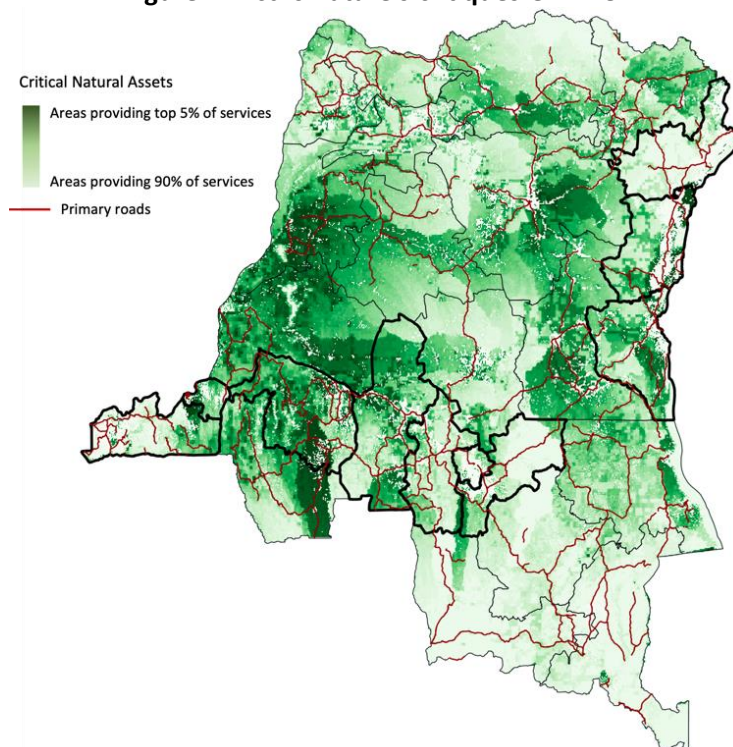 Critical Natural Assets
Areas providing top 5% of services
Areas providing 90% of services
Primary roads